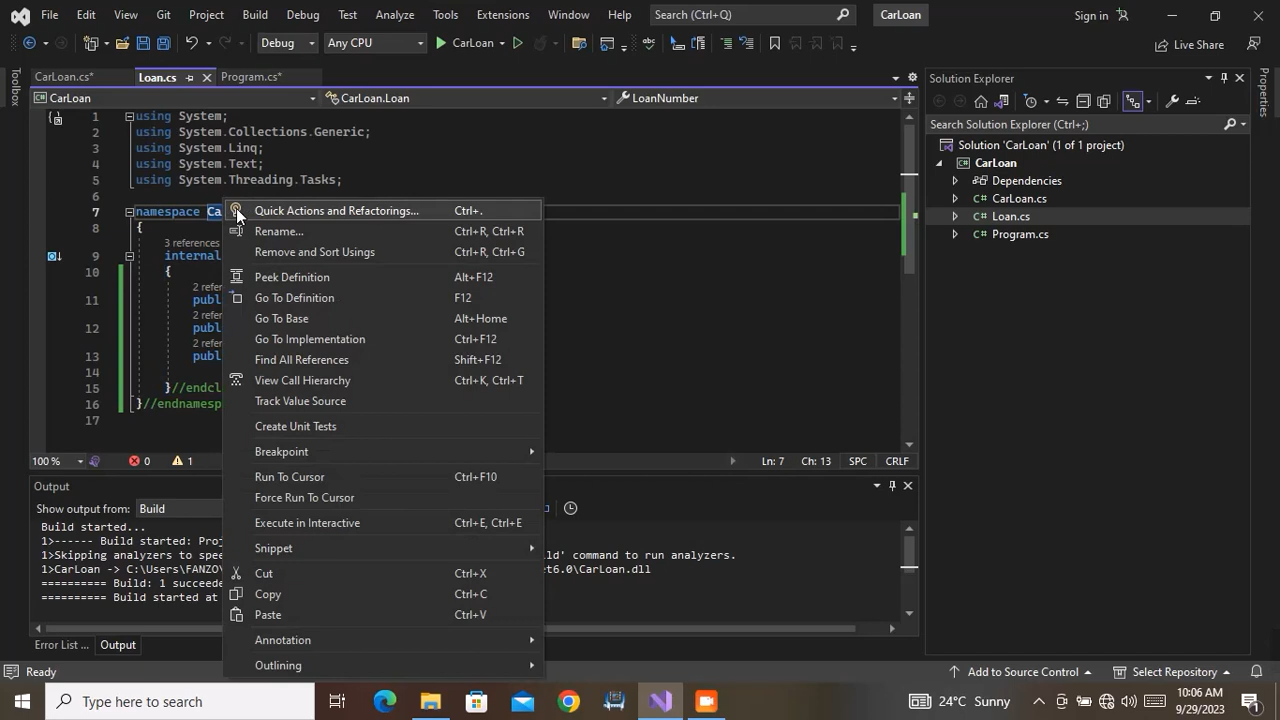 File Edit View Git Project Build Debug Test Analyze Tools Extensions Window Help Search (Ctrl+Q) CarLoan Sign in
Debug Any CPU CarLoan Live Share
CarLoan.cs* Loan.cs Program.cs*
CarLoan CarLoan.Loan LoanNumber
Toolbox
Properties
1 using System;
2 using System.Collections.Generic;
3 using System.Linq;
4 using System.Text;
5 using System.Threading.Tasks;
6
7 namespace Ca
8 {
3 references
9 internal
10 {
2 refer
11 publ
2 refer
12 publ
2 refer
13 publ
14
15 }//endcl
16 }//endnamesp
17
Quick Actions and Refactorings... Ctrl+.
Rename... Ctrl+R, Ctrl+R
Remove and Sort Usings Ctrl+R, Ctrl+G
Peek Definition Alt+F12
Go To Definition F12
Go To Base Alt+Home
Go To Implementation Ctrl+F12
Find All References Shift+F12
View Call Hierarchy Ctrl+K, Ctrl+T
Track Value Source
Create Unit Tests
Breakpoint
Run To Cursor Ctrl+F10
Force Run To Cursor
Execute in Interactive Ctrl+E, Ctrl+E
Snippet
Cut Ctrl+X
Copy Ctrl+C
Paste Ctrl+V
Annotation
Outlining
100 % 0 1 Ln: 7 Ch: 13 SPC CRLF
Output
Show output from: Build
Build started...
1>------ Build started: Proj
1>Skipping analyzers to spee ld' command to run analyzers.
1>CarLoan -> C:\Users\FANZO\ et6.0\CarLoan.dll
========== Build: 1 succeede
========== Build started at
Error List ... Output
Solution Explorer
Search Solution Explorer (Ctrl+;)
Solution 'CarLoan' (1 of 1 project)
CarLoan
Dependencies
CarLoan.cs
Loan.cs
Program.cs
Ready Add to Source Control Select Repository
Type here to search 24°C Sunny 10:06 AM
9/29/2023 1